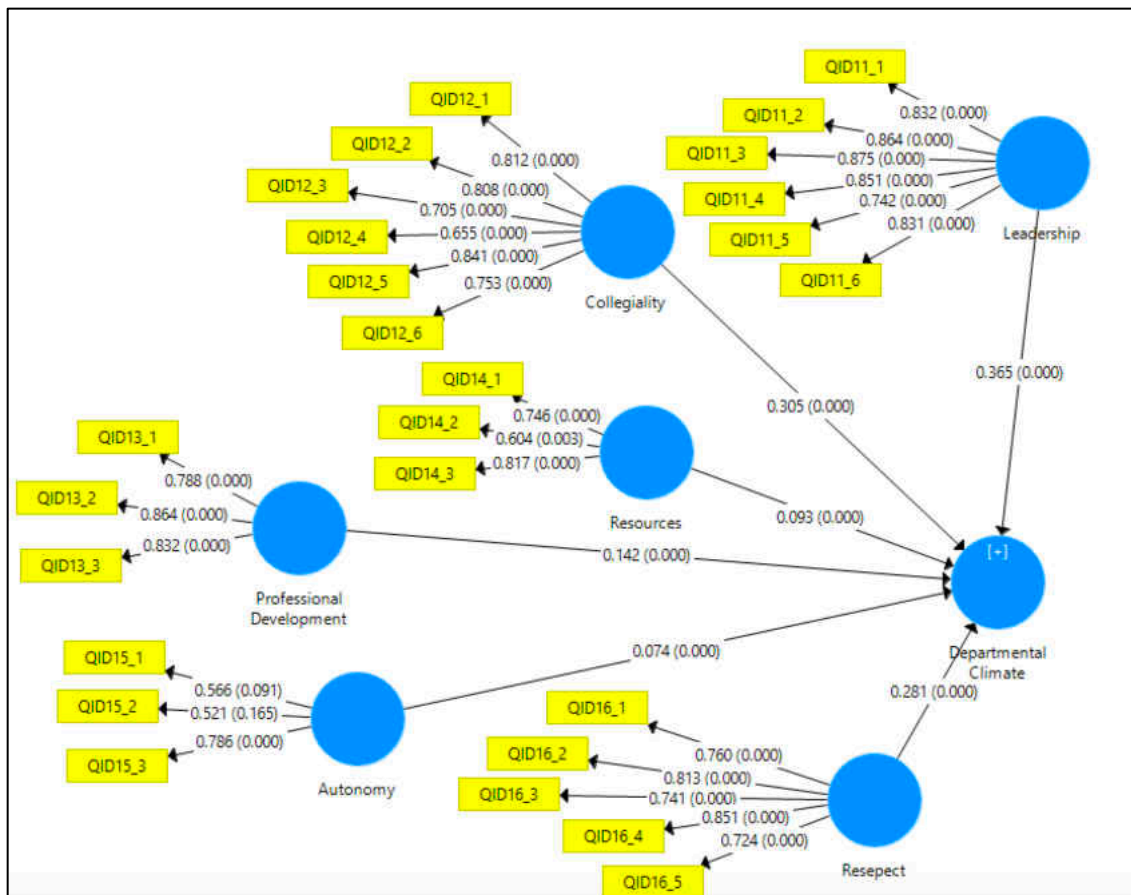 QID11_1
0.832 (0.000)
QID11_2
0.864 (0.000)
QID11_3
0.875 (0.000)
QID11_4
0.851 (0.000)
QID11_5
0.742 (0.000)
QID11_6
0.831 (0.000)
Leadership
0.365 (0.000)
QID12_1
0.812 (0.000)
QID12_2
0.808 (0.000)
QID12_3
0.705 (0.000)
QID12_4
0.655 (0.000)
QID12_5
0.841 (0.000)
QID12_6
0.753 (0.000)
Collegiality
0.305 (0.000)
QID14_1
0.746 (0.000)
QID14_2
0.604 (0.003)
QID14_3
0.817 (0.000)
Resources
0.093 (0.000)
QID13_1
0.788 (0.000)
QID13_2
0.864 (0.000)
QID13_3
0.832 (0.000)
Professional
Development
0.142 (0.000)
[+]
Departmental
Climate
QID15_1
0.566 (0.091)
QID15_2
0.521 (0.165)
QID15_3
0.786 (0.000)
Autonomy
0.074 (0.000)
QID16_1
0.760 (0.000)
QID16_2
0.813 (0.000)
QID16_3
0.741 (0.000)
QID16_4
0.851 (0.000)
QID16_5
0.724 (0.000)
Resepect
0.281 (0.000)